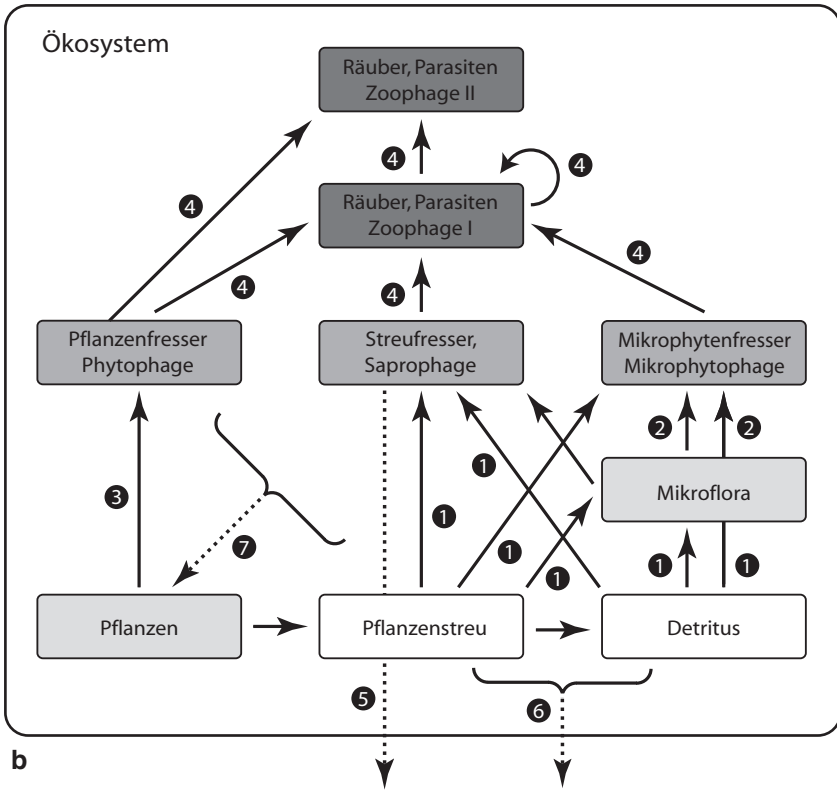 Ökosystem
Räuber, Parasiten
Zoophage II
4
4
4
Räuber, Parasiten
Zoophage I
4
4
4
Pflanzenfresser
Phytophage
Streufresser,
Saprophage
Mikrophytenfresser
Mikrophytophage
2
2
1
Mikroflora
3
1
7
1
1
1
1
Pflanzen
Pflanzenstreu
Detritus
5
6
b